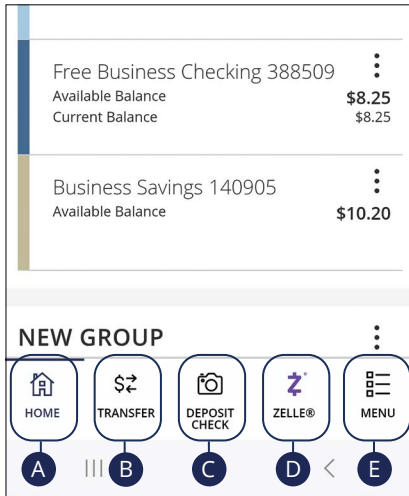 Free Business Checking 388509
Available Balance $8.25
Current Balance $8.25
Business Savings 140905
Available Balance $10.20
NEW GROUP
HOME TRANSFER DEPOSIT CHECK ZELLE® MENU
A B C D E